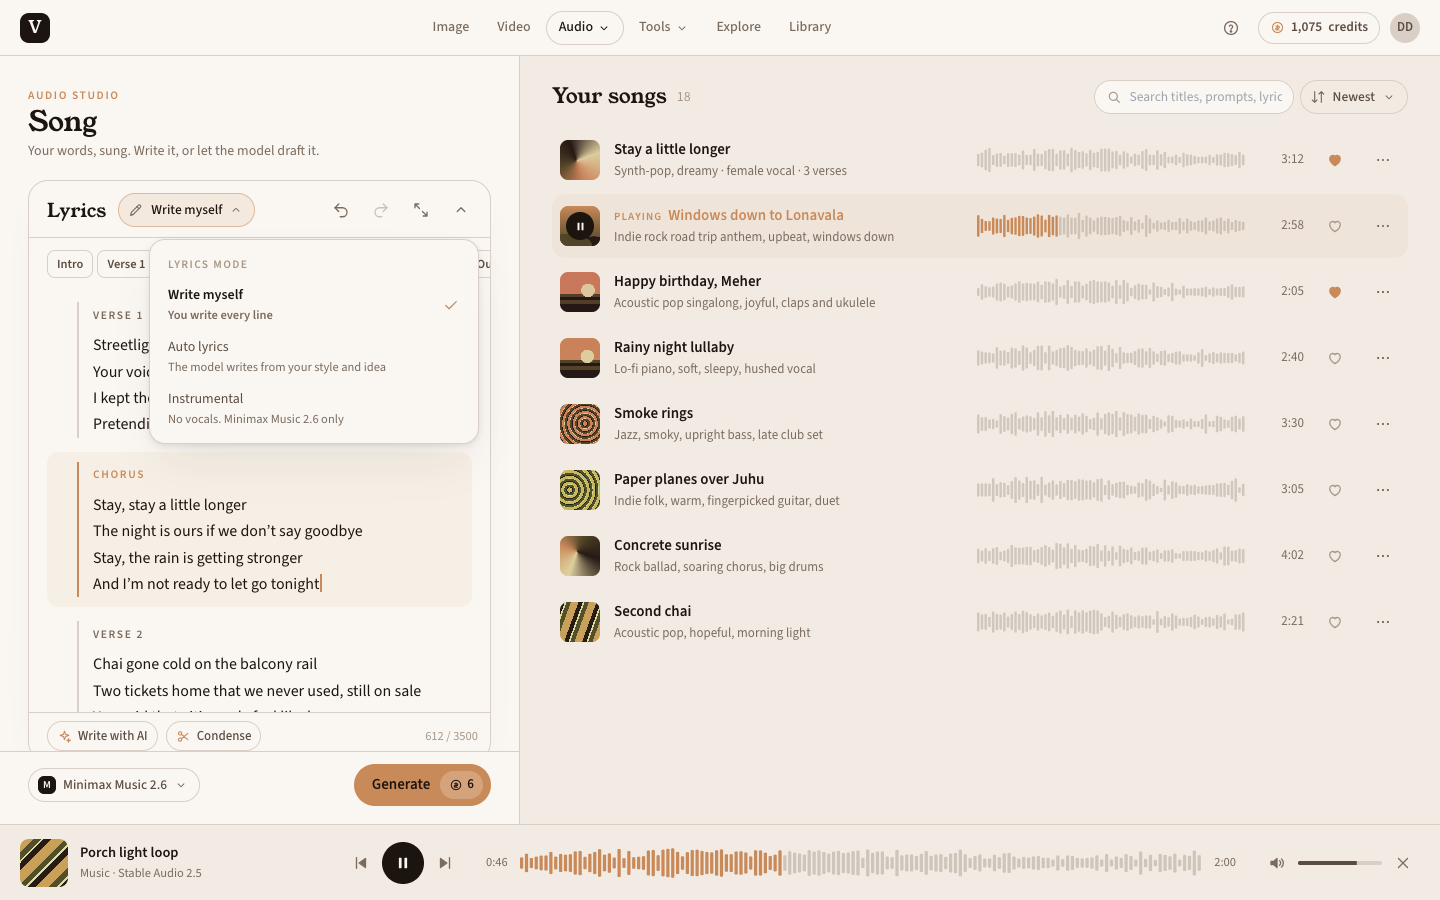 V
Image
Video
Audio
Tools
Explore
Library
1,075 credits
DD
AUDIO STUDIO
Song
Your words, sung. Write it, or let the model draft it.
Lyrics
Write myself
Intro
Verse 1
LYRICS MODE
Write myself
You write every line
Auto lyrics
The model writes from your style and idea
Instrumental
No vocals. Minimax Music 2.6 only
VERSE 1
I kept
CHORUS
Stay, stay a little longer
The night is ours if we don’t say goodbye
Stay, the rain is getting stronger
And I’m not ready to let go tonight
VERSE 2
Chai gone cold on the balcony rail
Two tickets home that we never used, still on sale
Write with AI
Condense
612 / 3500
M
Minimax Music 2.6
Generate
6
Your songs 18
Search titles, prompts, lyric
Newest
Stay a little longer
Synth-pop, dreamy · female vocal · 3 verses
3:12
PLAYING Windows down to Lonavala
Indie rock road trip anthem, upbeat, windows down
2:58
Happy birthday, Meher
Acoustic pop singalong, joyful, claps and ukulele
2:05
Rainy night lullaby
Lo-fi piano, soft, sleepy, hushed vocal
2:40
Smoke rings
Jazz, smoky, upright bass, late club set
3:30
Paper planes over Juhu
Indie folk, warm, fingerpicked guitar, duet
3:05
Concrete sunrise
Rock ballad, soaring chorus, big drums
4:02
Second chai
Acoustic pop, hopeful, morning light
2:21
Porch light loop
Music · Stable Audio 2.5
0:46
2:00